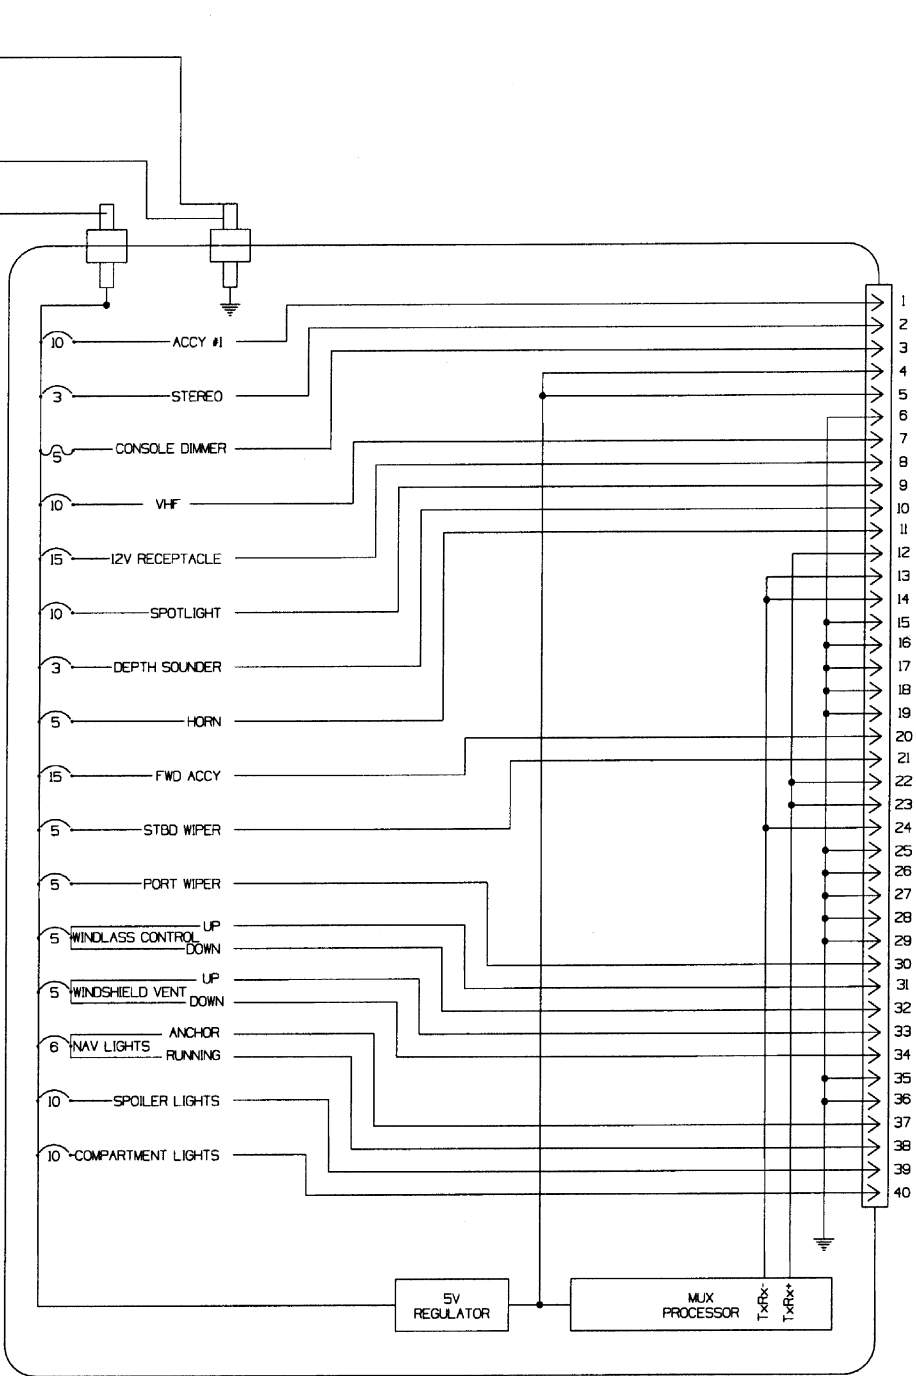 1
2
3
10 ACCY #1
4
3 STEREO
5
6
7
5 CONSOLE DIMMER
8
9
10 VHF
10
11
12
15 12V RECEPTACLE
13
14
10 SPOTLIGHT
15
16
3 DEPTH SOUNDER
17
18
19
5 HORN
20
21
15 FWD ACCY
22
23
24
5 STBD WIPER
25
26
5 PORT WIPER
27
28
UP
5 WINDLASS CONTROL
29
DOWN
30
UP
31
5 WINDSHIELD VENT
DOWN
32
33
ANCHOR
6 NAV LIGHTS
34
RUNNING
35
36
10 SPOILER LIGHTS
37
38
10 COMPARTMENT LIGHTS
39
40
5V
REGULATOR
MUX
PROCESSOR
TxRx-
TxRx+